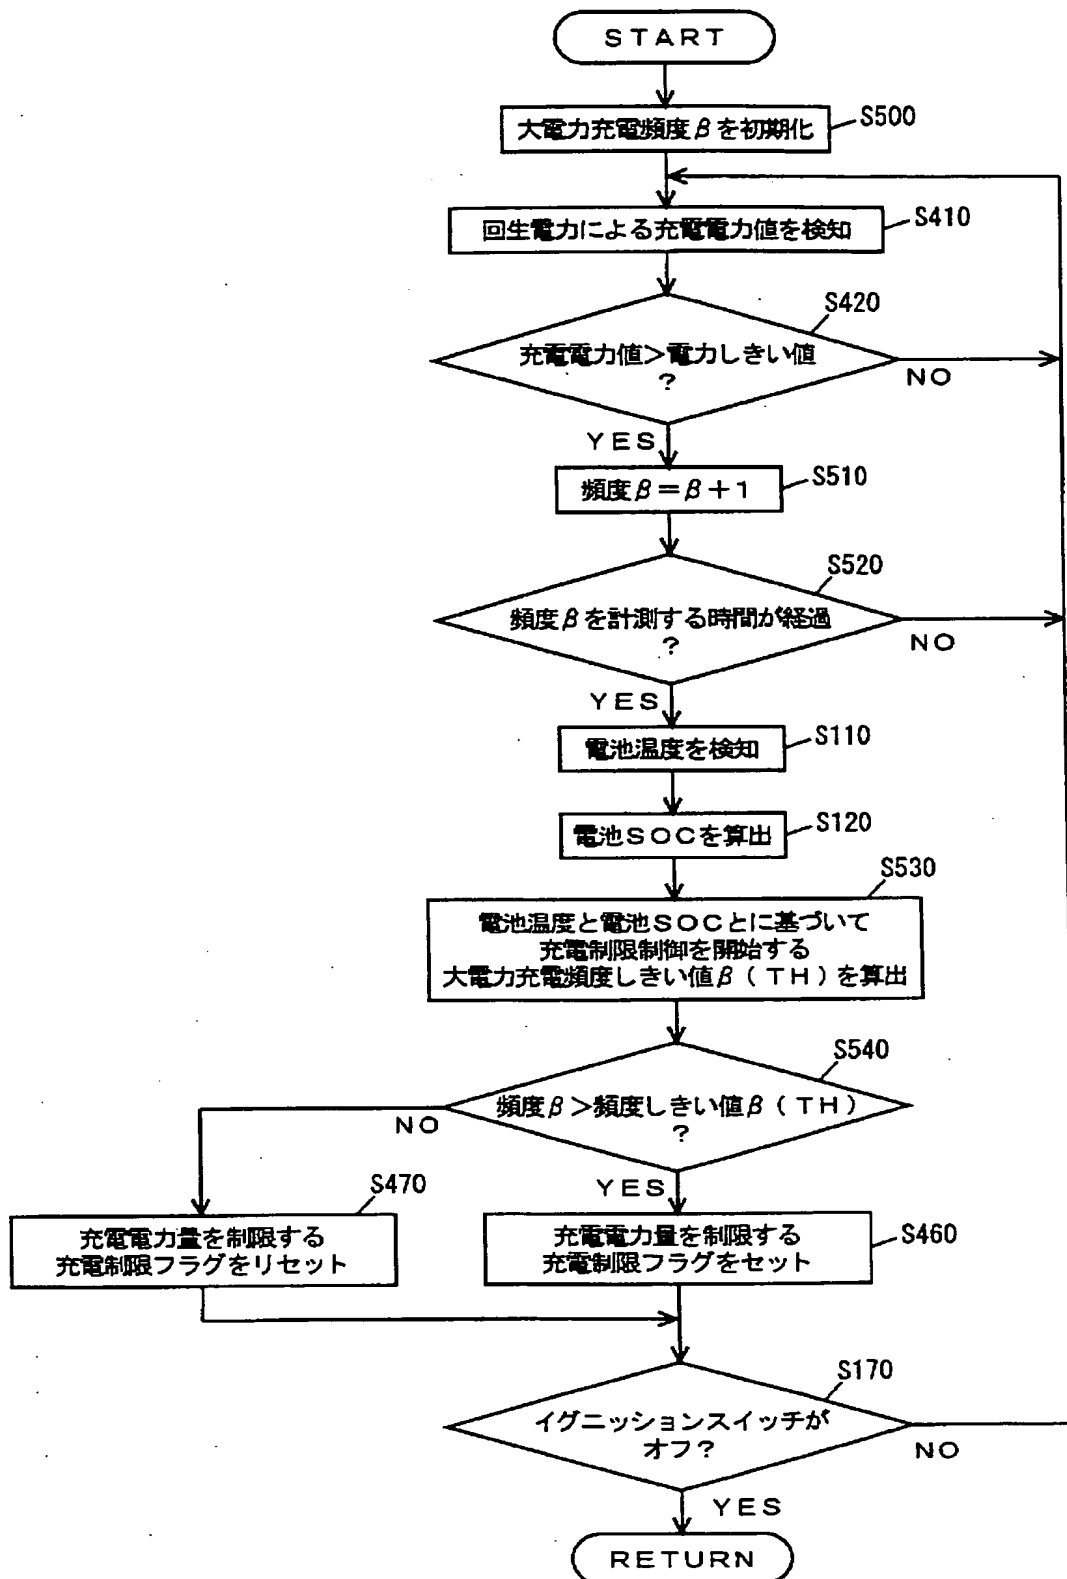 START
大電力充電頻度βを初期化
S500
回生電力による充電電力値を検知
S410
S420
充電電力値＞電力しきい値
？
NO
YES
頻度β＝β＋１
S510
S520
頻度βを計測する時間が経過
？
NO
YES
電池温度を検知
S110
電池SOCを算出
S120
S530
電池温度と電池SOCとに基づいて
充電制限制御を開始する
大電力充電頻度しきい値β（TH）を算出
S540
頻度β＞頻度しきい値β（TH）
？
NO
YES
S470
充電電力量を制限する
充電制限フラグをリセット
充電電力量を制限する
充電制限フラグをセット
S460
S170
イグニッションスイッチが
オフ？
NO
YES
RETURN